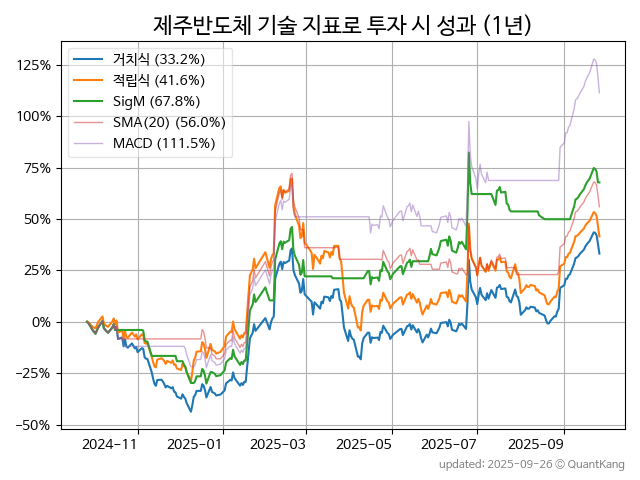 제주반도체 기술 지표로 투자 시 성과 (1년)
거치식 (33.2%)
적립식 (41.6%)
SigM (67.8%)
SMA(20) (56.0%)
MACD (111.5%)
125%
100%
75%
50%
25%
0%
−25%
−50%
2024-11
2025-01
2025-03
2025-05
2025-07
2025-09
updated: 2025-09-26 © QuantKang